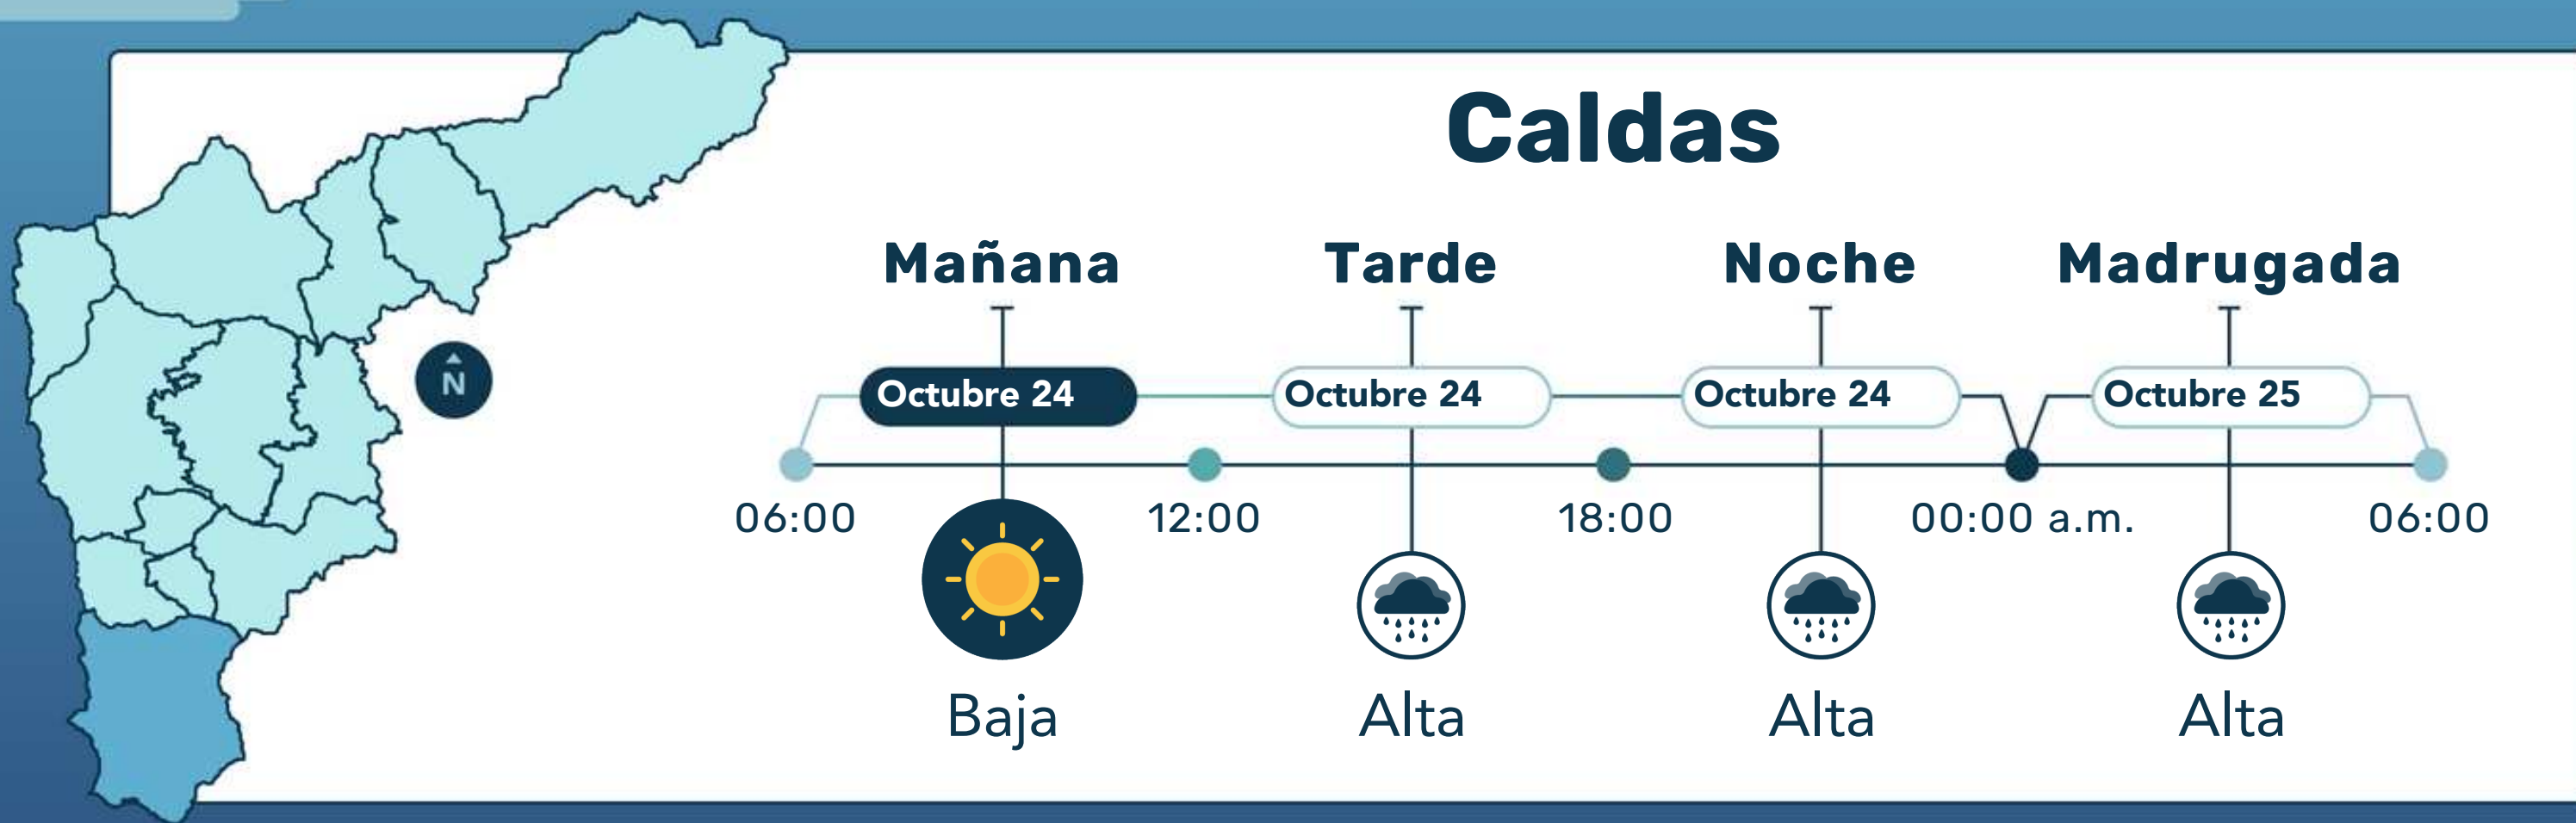 Caldas
Mañana Tarde Noche Madrugada
N
Octubre 24 Octubre 24 Octubre 24 Octubre 25
06:00 12:00 18:00 00:00 a.m. 06:00
Baja Alta Alta Alta